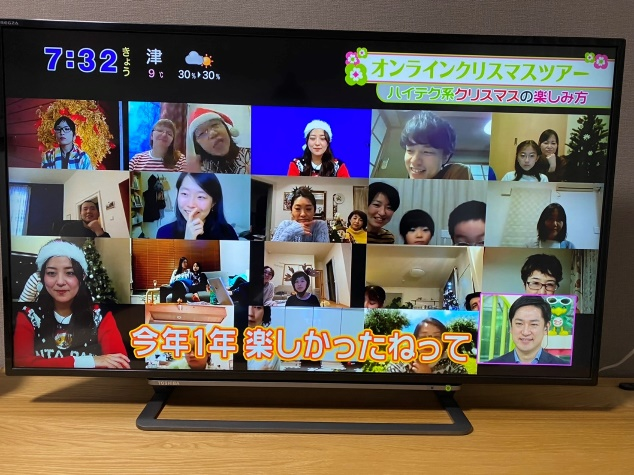 REGZA
7:32
きょう
津
9℃
30%▶30%
オンラインクリスマスツアー
ハイテク系クリスマスの楽しみ方
今年1年 楽しかったねって
TOSHIBA